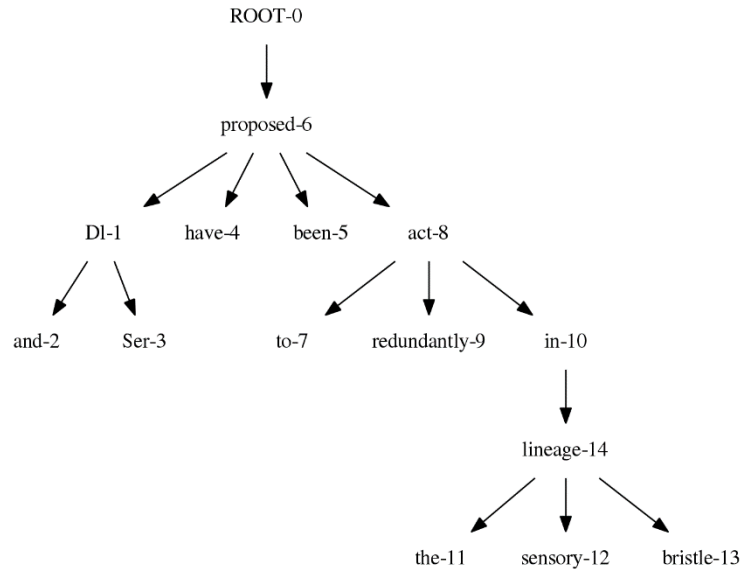 ROOT-0
proposed-6
Dl-1 have-4 been-5 act-8
and-2 Ser-3 to-7 redundantly-9 in-10
lineage-14
the-11 sensory-12 bristle-13